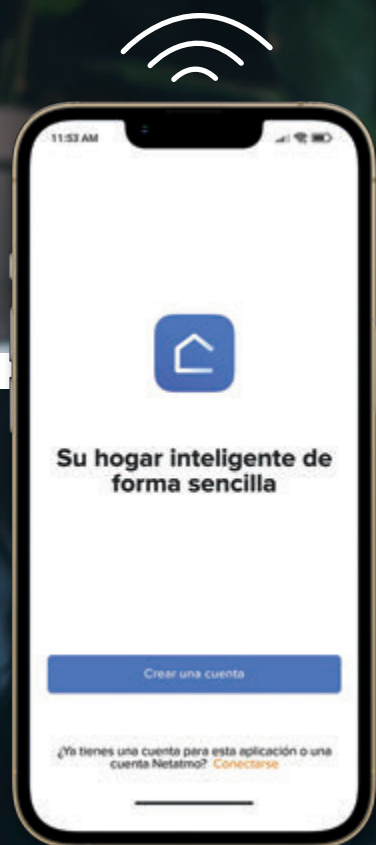 11:53 AM
Su hogar inteligente de
forma sencilla
Crear una cuenta
¿Ya tienes una cuenta para esta aplicación o una
cuenta Netatmo? Conectarse